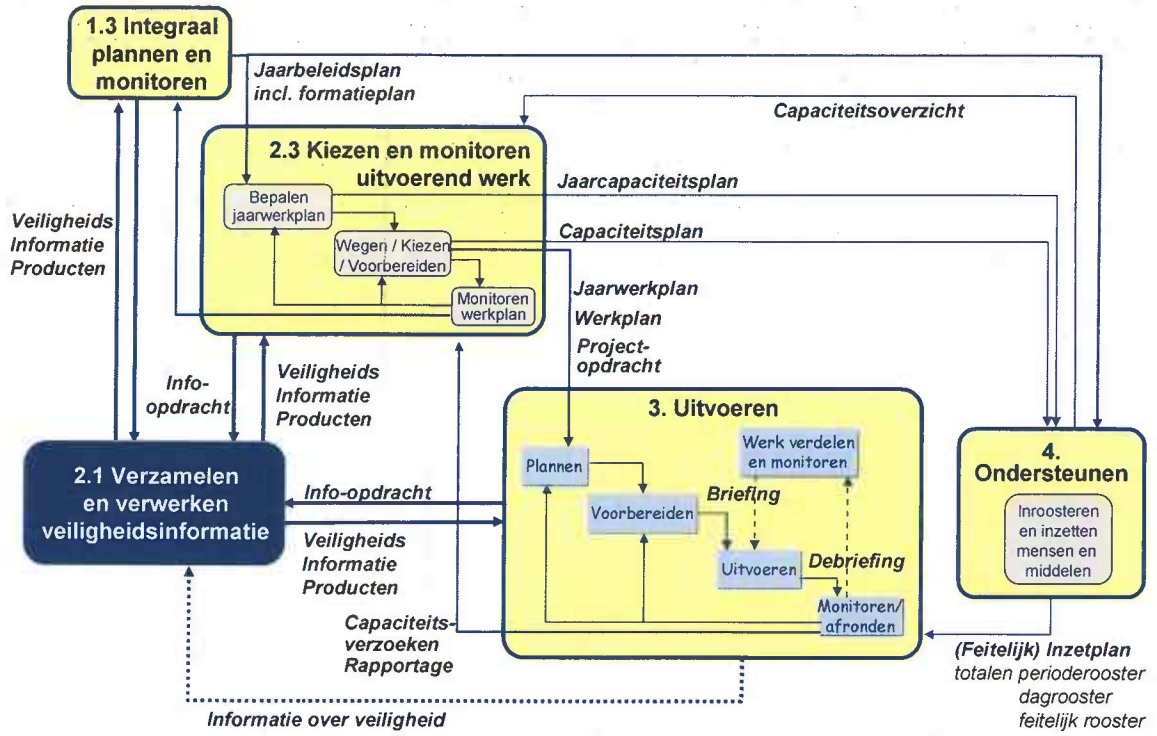 1.3 Integraal
plannen en
monitoren
Jaarbeleidsplan
incl. formatieplan
Capaciteitsoverzicht
2.3 Kiezen en monitoren
uitvoerend werk
Bepalen
jaarwerkplan
Wegen / Kiezen
/ Voorbereiden
Monitoren
werkplan
Jaarcapaciteitsplan
Capaciteitsplan
Veiligheids
Informatie
Producten
Jaarwerkplan
Werkplan
Project-
opdracht
Info-
opdracht
Veiligheids
Informatie
Producten
2.1 Verzamelen
en verwerken
veiligheidsinformatie
Info-opdracht
Veiligheids
Informatie
Producten
3. Uitvoeren
Plannen
Werk verdelen
en monitoren
Voorbereiden
Briefing
Uitvoeren
Debriefing
Monitoren/
afronden
4.
Ondersteunen
Inroosteren
en inzetten
mensen en
middelen
Capaciteits-
verzoeken
Rapportage
(Feitelijk) Inzetplan
totalen perioderooster
dagrooster
feitelijk rooster
Informatie over veiligheid